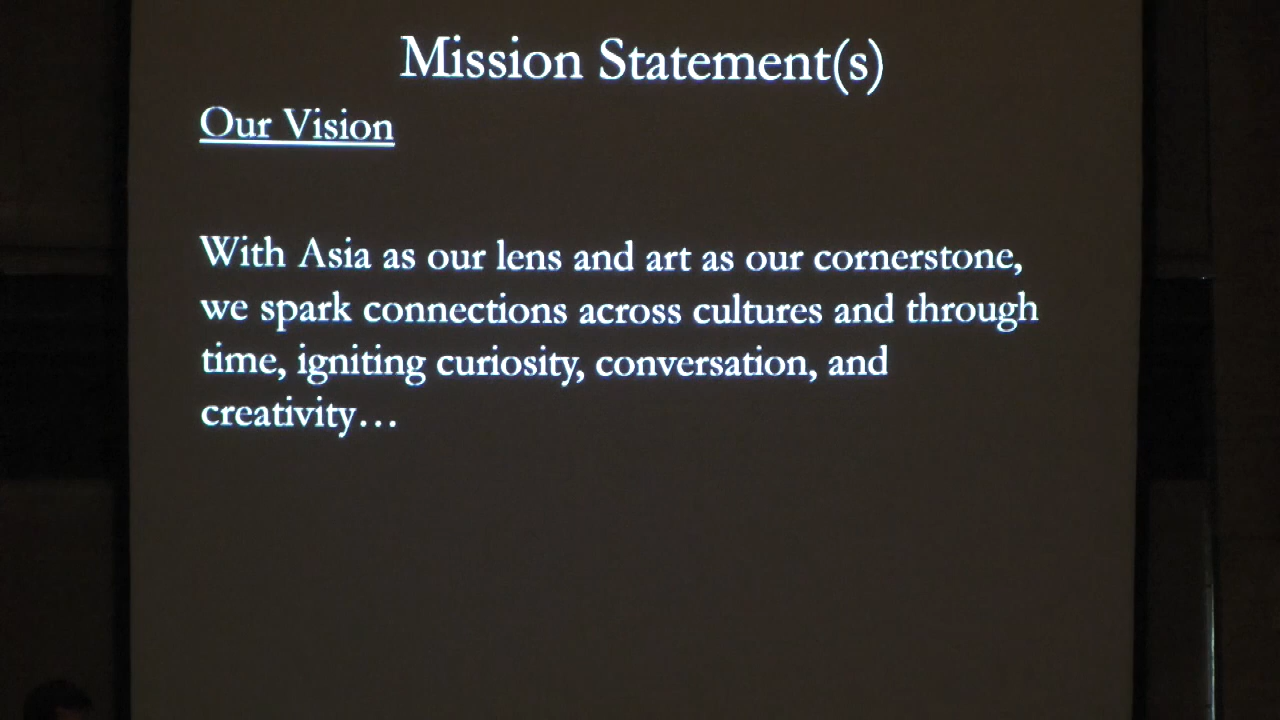 Mission Statement(s)
Our Vision
With Asia as our lens and art as our cornerstone,
we spark connections across cultures and through
time, igniting curiosity, conversation, and
creativity…